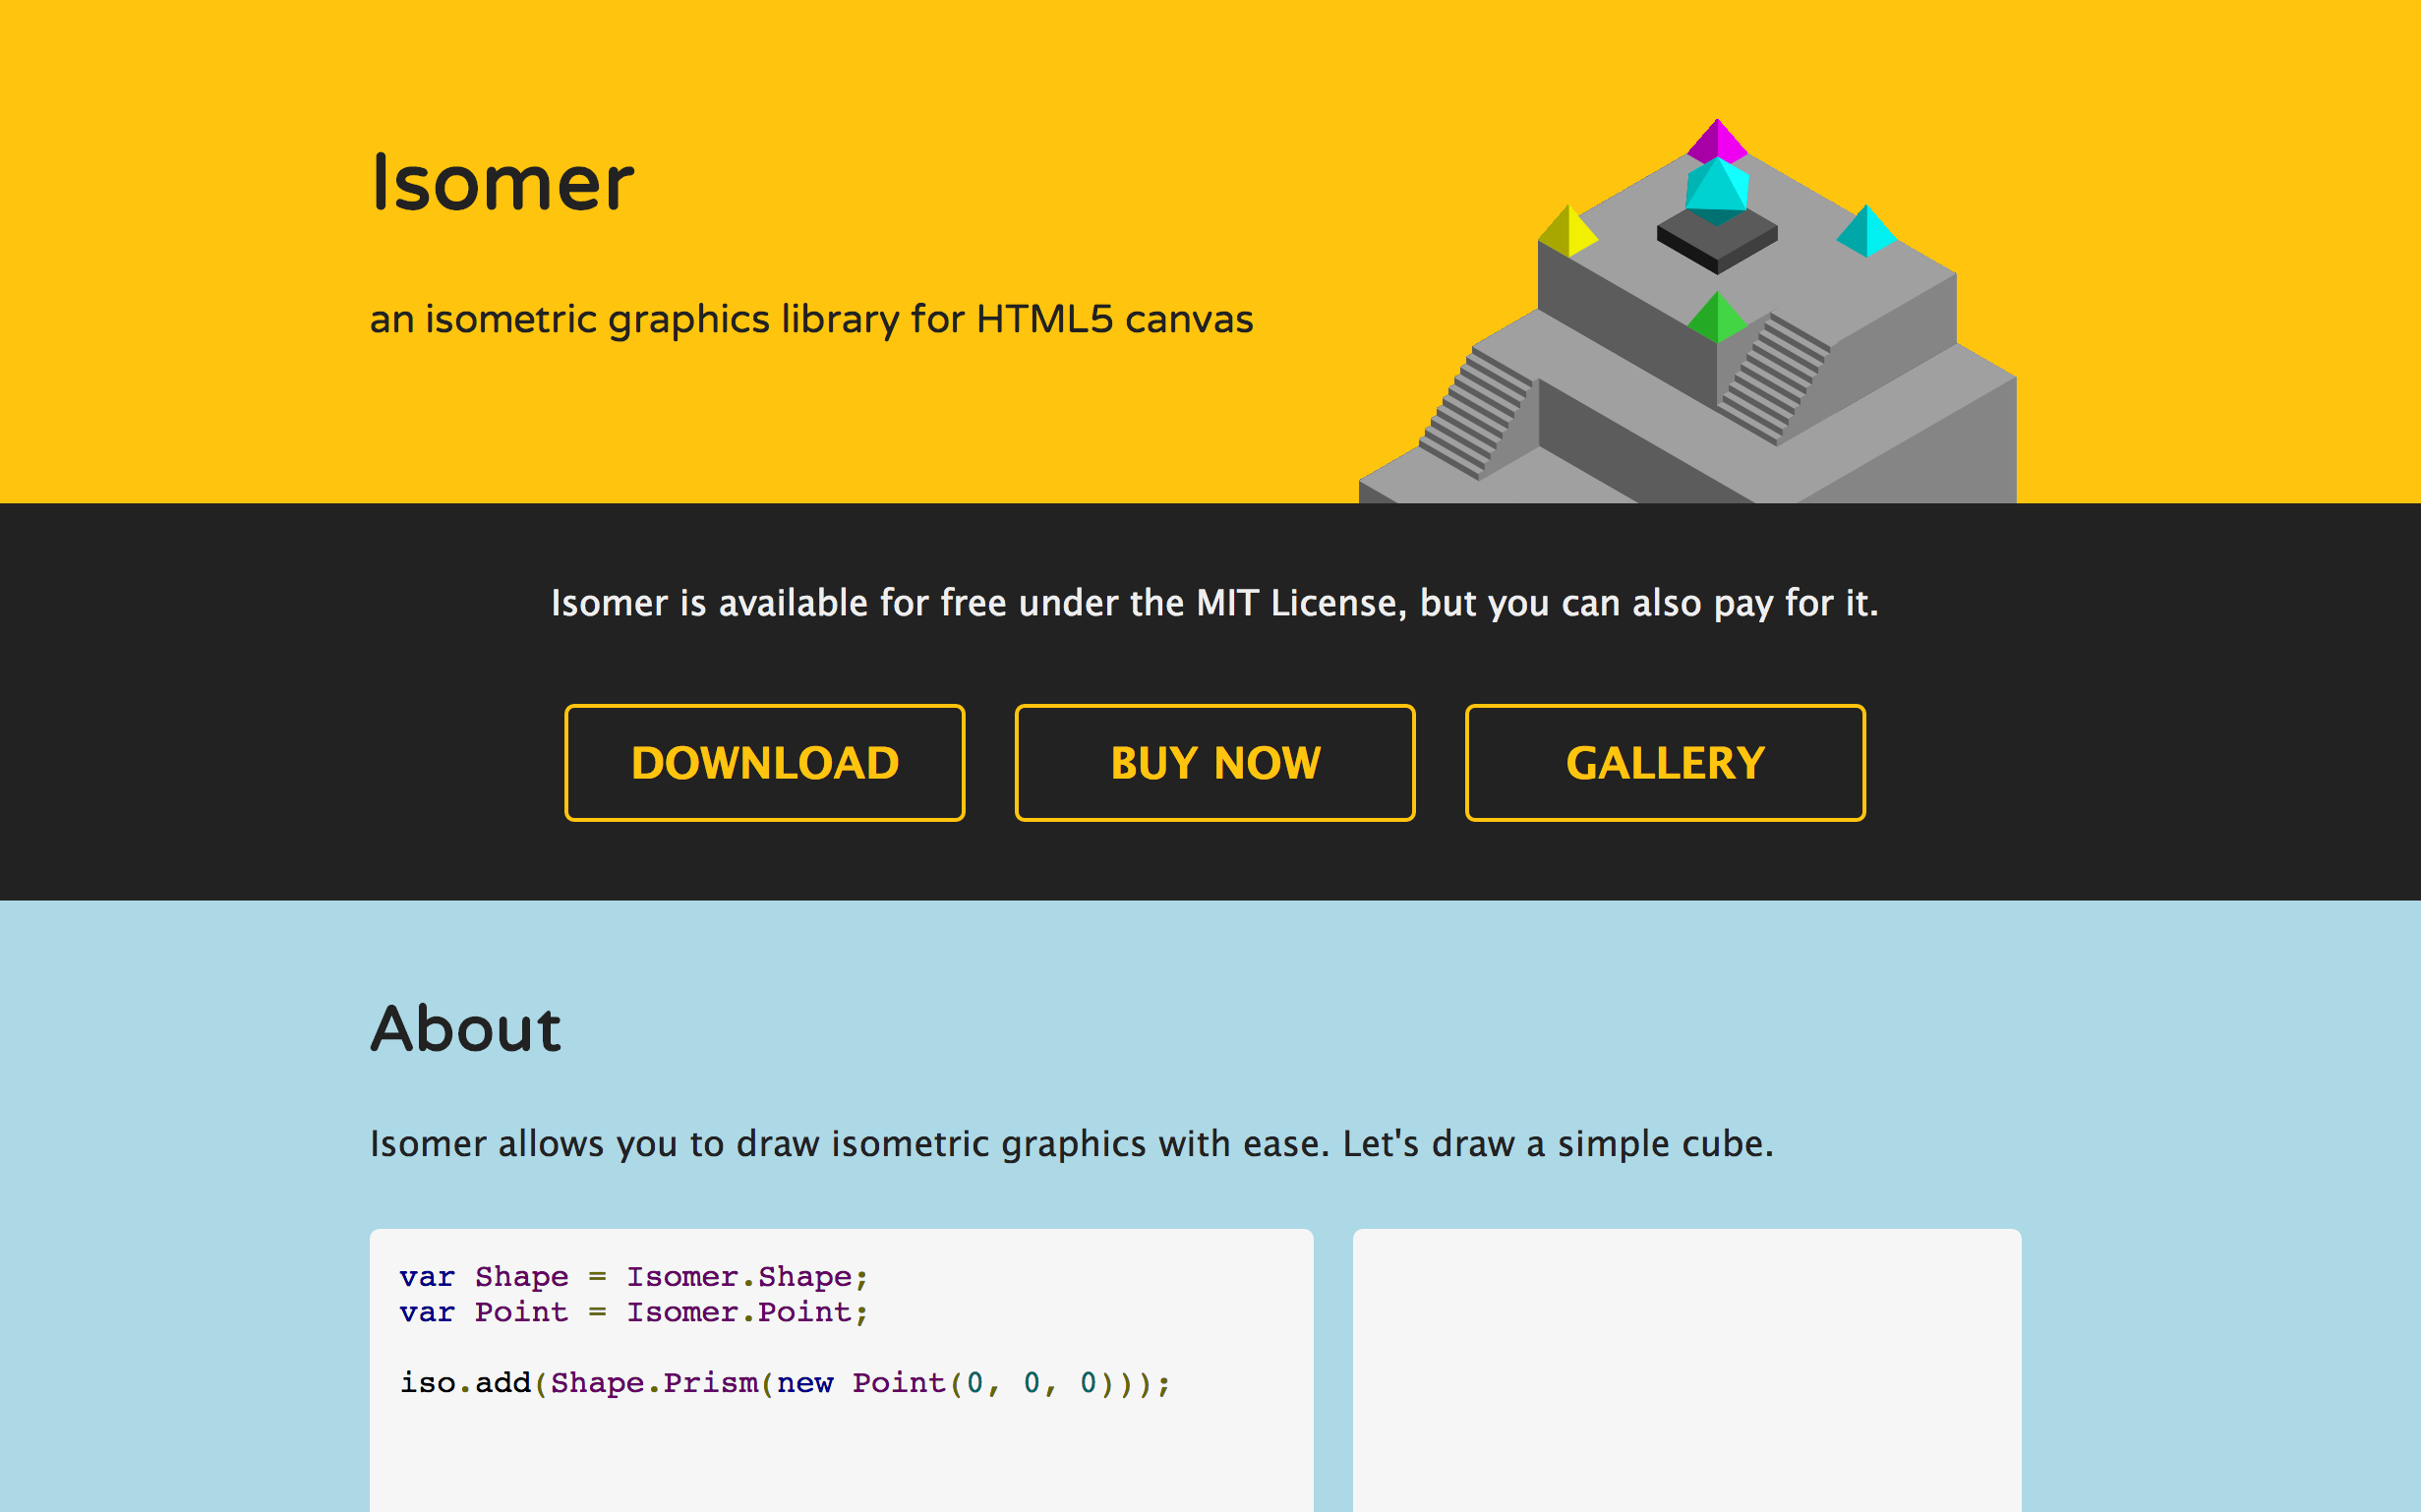 Isomer
an isometric graphics library for HTML5 canvas
Isomer is available for free under the MIT License, but you can also pay for it.
DOWNLOAD
BUY NOW
GALLERY
About
Isomer allows you to draw isometric graphics with ease. Let's draw a simple cube.
var Shape = Isomer.Shape;
var Point = Isomer.Point;
iso.add(Shape.Prism(new Point(0, 0, 0)));